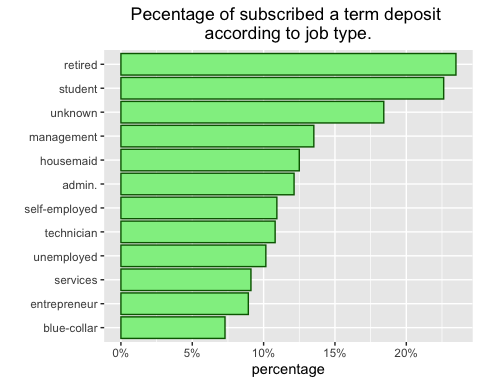 Pecentage of subscribed a term deposit
according to job type.
retired
student
unknown
management
housemaid
admin.
self-employed
technician
unemployed
services
entrepreneur
blue-collar
0% 5% 10% 15% 20%
percentage